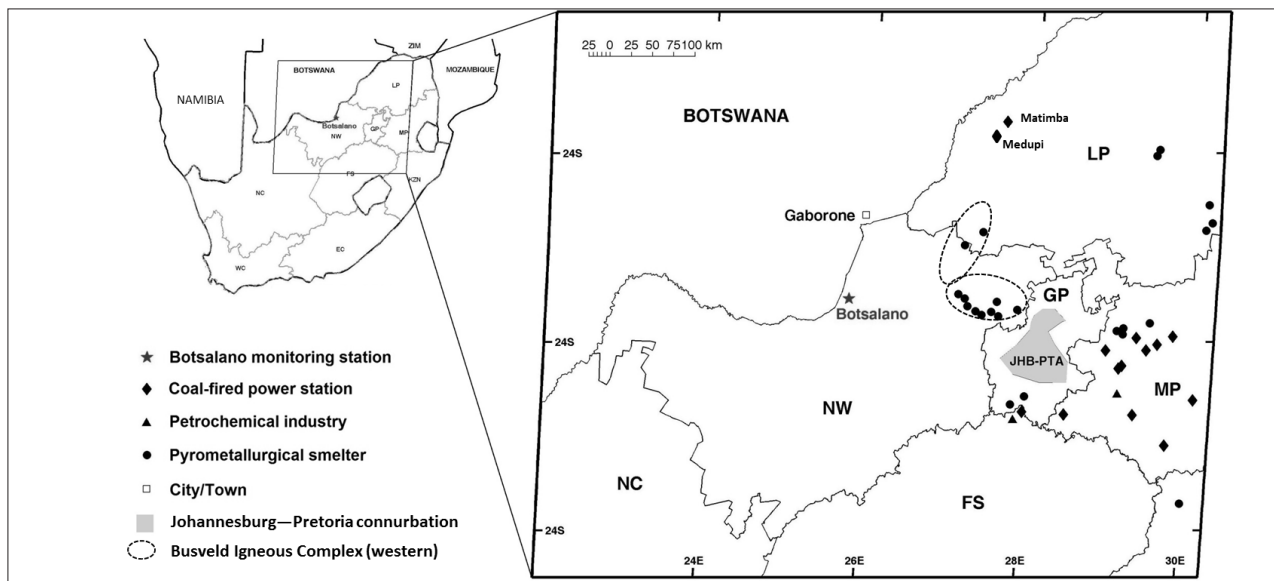 ZIM
BOTSWANA
MOZAMBIQUE
NAMIBIA
LP
Botsalano
GP
NW
MP
FS
KZN
NC
EC
WC
★ Botsalano monitoring station
◆ Coal-fired power station
▲ Petrochemical industry
● Pyrometallurgical smelter
□ City/Town
Johannesburg—Pretoria connurbation
Busveld Igneous Complex (western)
25 0 25 50 75 100 km
BOTSWANA
Matimba
Medupi
24S
LP
Gaborone
GP
Botsalano
24S
JHB-PTA
MP
NW
NC
FS
24S
24E
26E
28E
30E